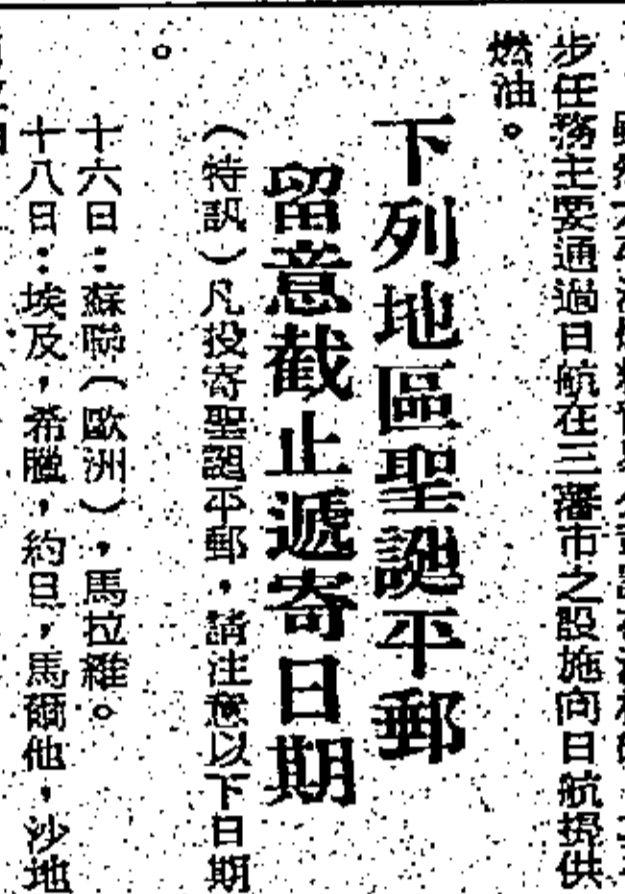 步任務主要通過日航在三藩市之設施向日航提供
燃油。
下列地區聖誕平郵
留意截止遞寄日期
(特訊)凡投寄聖誕平郵,請注意以下日期
。
十六日:蘇聯(歐洲),馬拉維。
十八日:埃及,希臘,約旦,馬爾他,沙地